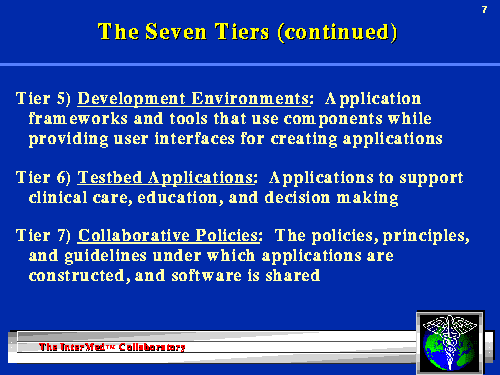 7
The Seven Tiers (continued)
Tier 5) Development Environments: Application
frameworks and tools that use components while
providing user interfaces for creating applications
Tier 6) Testbed Applications: Applications to support
clinical care, education, and decision making
Tier 7) Collaborative Policies: The policies, principles,
and guidelines under which applications are
constructed, and software is shared
The InterMed™ Collaboratory